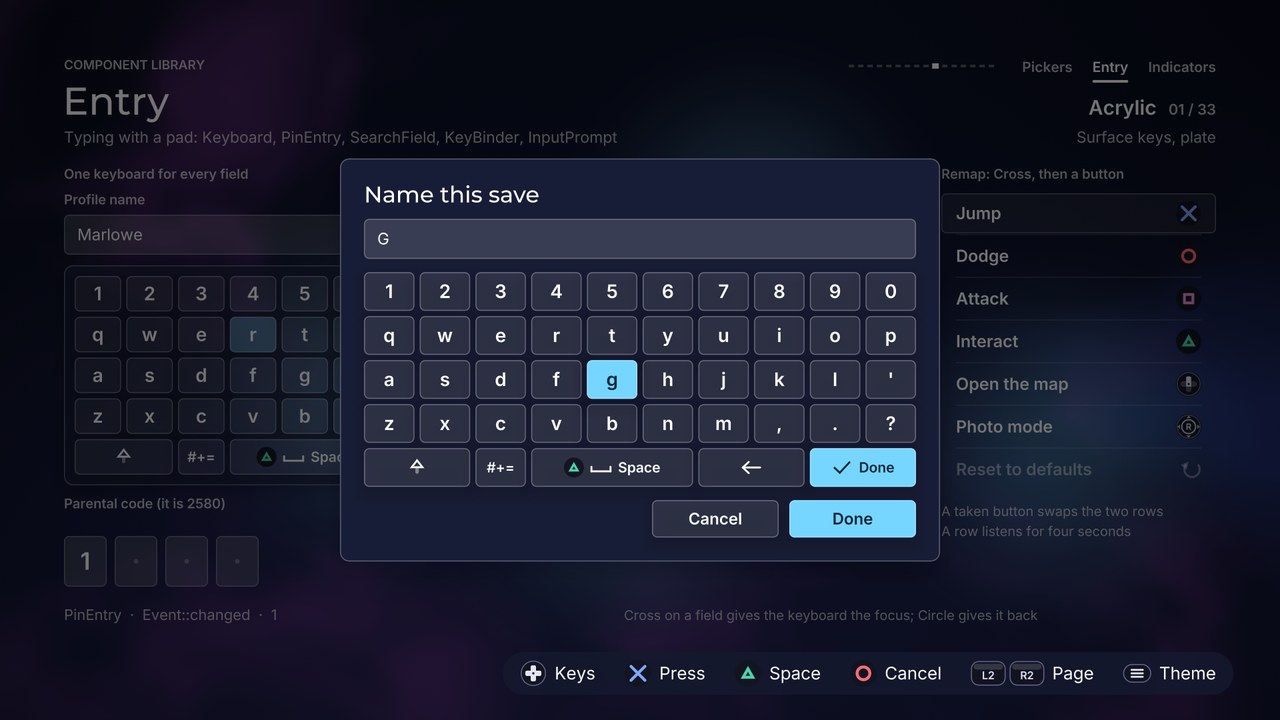 COMPONENT LIBRARY
Entry
Typing with a pad: Keyboard, PinEntry, SearchField, KeyBinder, InputPrompt
Pickers Entry Indicators
Acrylic 01 / 33
Surface keys, plate
One keyboard for every field
Profile name
Marlowe
1 2 3 4 5
q w e r t
a s d f g
z x c v b
#+=
Parental code (it is 2580)
1
PinEntry · Event::changed · 1
Name this save
G
1 2 3 4 5 6 7 8 9 0
q w e r t y u i o p
a s d f g h j k l '
z x c v b n m , . ?
#+= Space Done
Cancel Done
Remap: Cross, then a button
Jump
Dodge
Attack
Interact
Open the map
Photo mode R
Reset to defaults
A taken button swaps the two rows
A row listens for four seconds
Cross on a field gives the keyboard the focus; Circle gives it back
Keys Press Space Cancel L2 R2 Page Theme